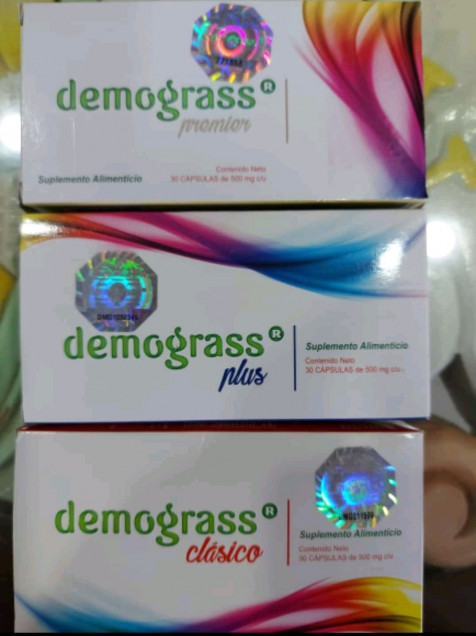 demograss®
premier
Suplemento Alimenticio
Contenido Neto
30 CÁPSULAS de 500 mg c/u
demograss®
plus
Suplemento Alimenticio
Contenido Neto
30 CÁPSULAS de 500 mg c/u
demograss®
clásico
Suplemento Alimenticio
Contenido Neto
90 CÁPSULAS de 500 mg c/u